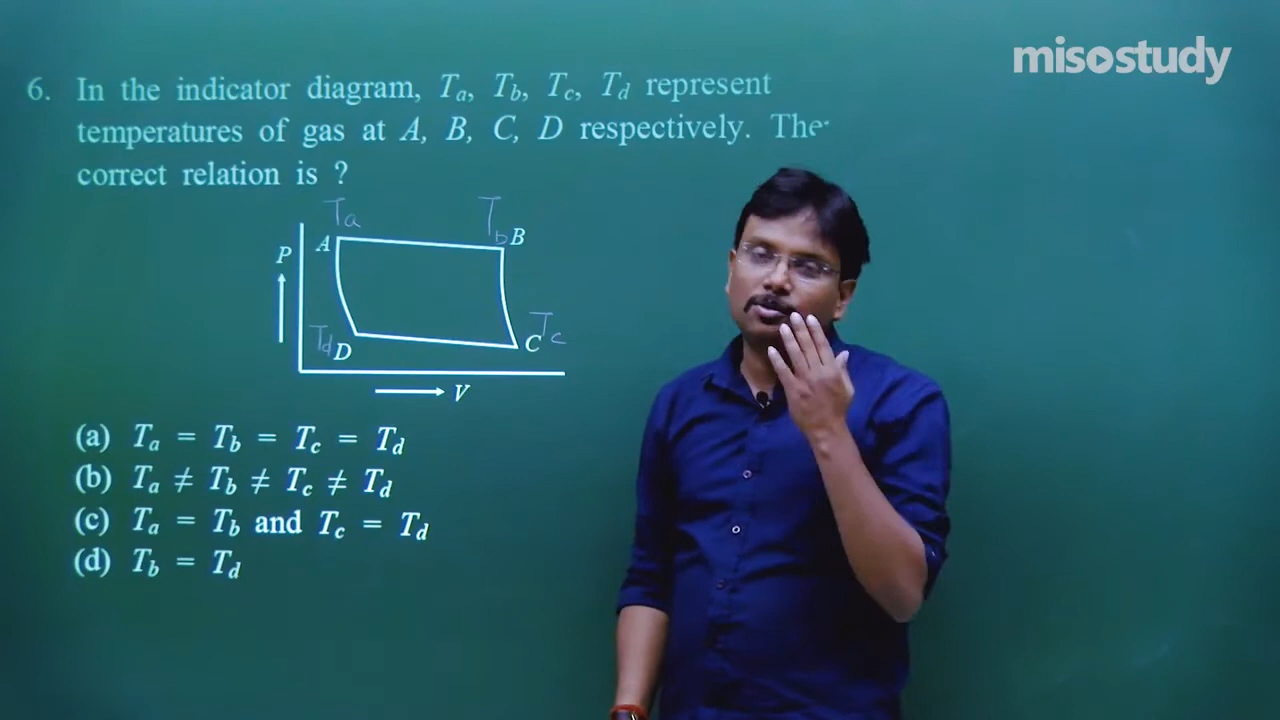 misostudy
6. In the indicator diagram, Ta, Tb, Tc, Td represent
temperatures of gas at A, B, C, D respectively. The
correct relation is ?
Ta Tb
A B
P
Td D C Tc
V
(a) Ta = Tb = Tc = Td
(b) Ta ≠ Tb ≠ Tc ≠ Td
(c) Ta = Tb and Tc = Td
(d) Tb = Td